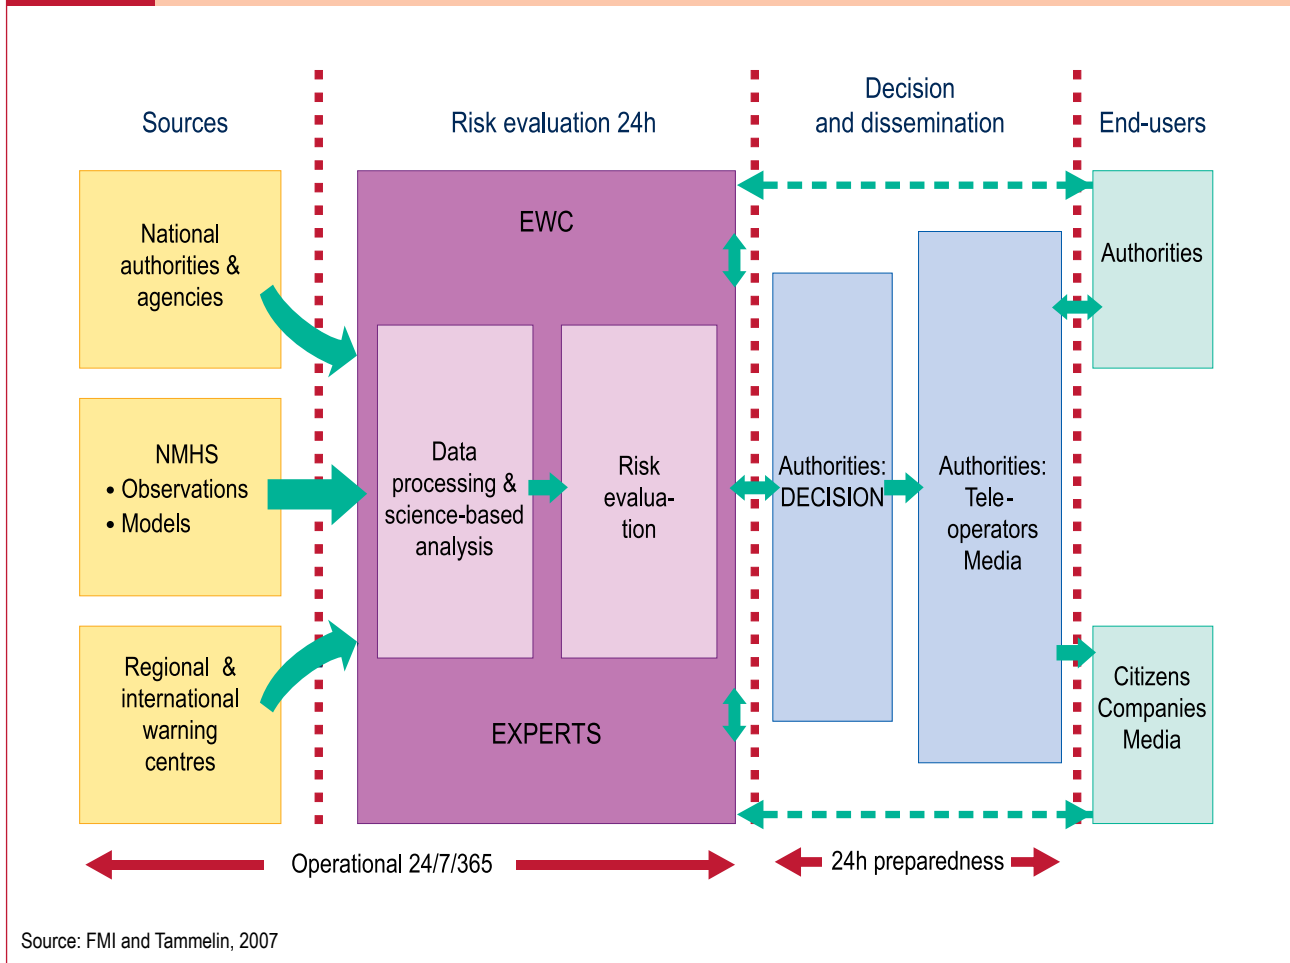 Sources
Risk evaluation 24h
Decision
and dissemination
End-users
National
authorities &
agencies
NMHS
• Observations
• Models
Regional &
international
warning
centres
EWC
Data
processing &
science-based
analysis
Risk
evalua-
tion
EXPERTS
Authorities:
DECISION
Authorities:
Tele-
operators
Media
Authorities
Citizens
Companies
Media
Operational 24/7/365
24h preparedness
Source: FMI and Tammelin, 2007